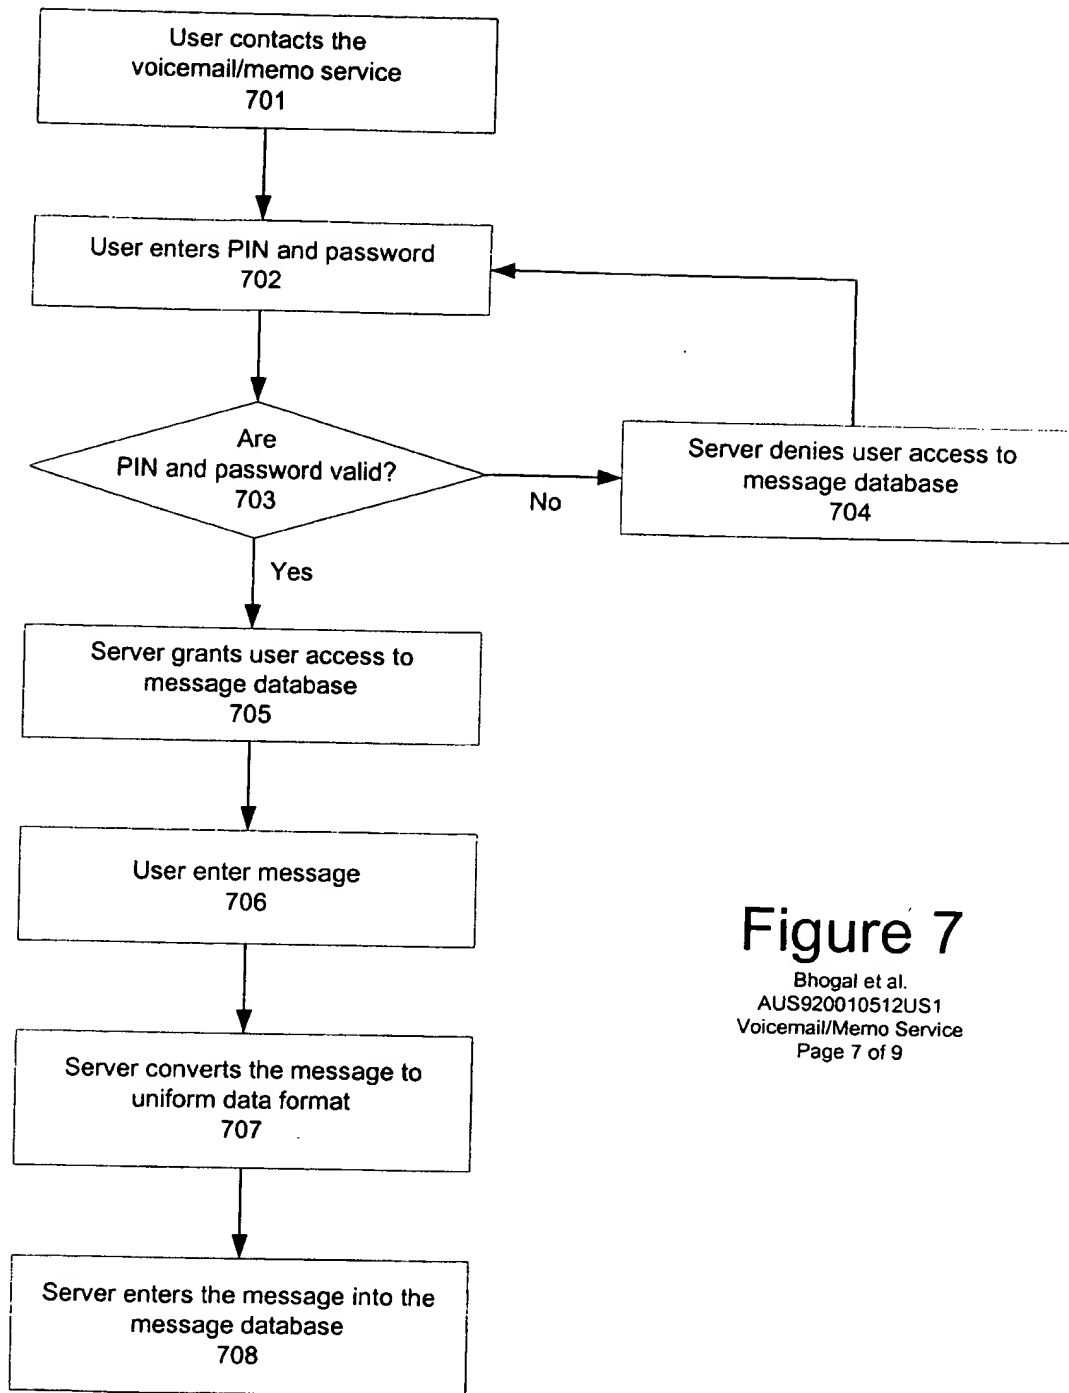 User contacts the
voicemail/memo service
701
User enters PIN and password
702
Are
PIN and password valid?
703
No
Server denies user access to
message database
704
Yes
Server grants user access to
message database
705
User enter message
706
Server converts the message to
uniform data format
707
Server enters the message into the
message database
708
Figure 7
Bhogal et al.
AUS920010512US1
Voicemail/Memo Service
Page 7 of 9